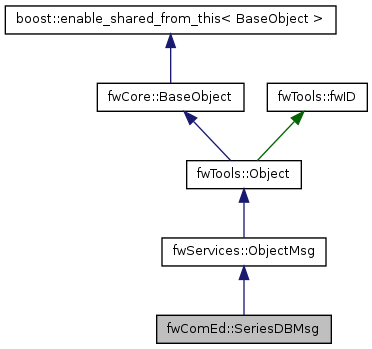 boost::enable_shared_from_this< BaseObject >
fwCore::BaseObject
fwTools::fwID
fwTools::Object
fwServices::ObjectMsg
fwComEd::SeriesDBMsg